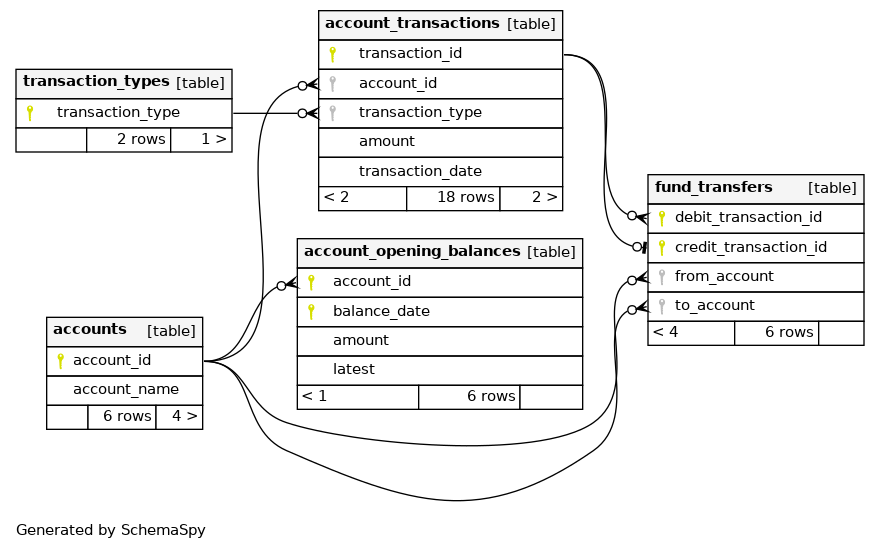 account_transactions [table]
transaction_id
account_id
transaction_type
amount
transaction_date
< 2 18 rows 2 >
transaction_types [table]
transaction_type
2 rows 1 >
fund_transfers [table]
debit_transaction_id
credit_transaction_id
from_account
to_account
< 4 6 rows
account_opening_balances [table]
account_id
balance_date
amount
latest
< 1 6 rows
accounts [table]
account_id
account_name
6 rows 4 >
Generated by SchemaSpy